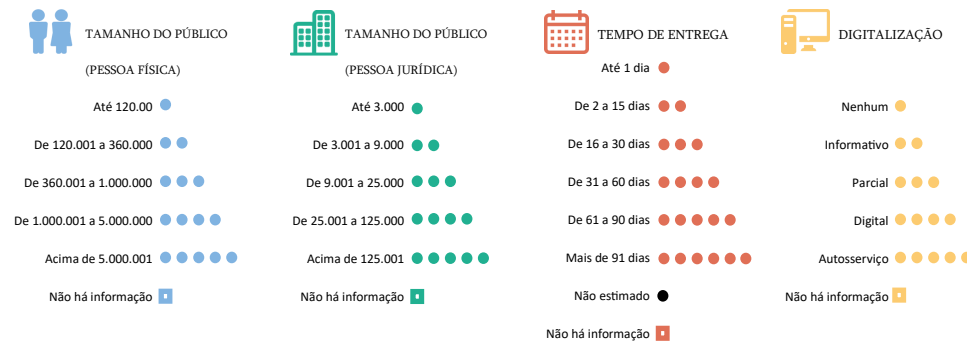 TAMANHO DO PÚBLICO
(PESSOA FÍSICA)
Até 120.00
De 120.001 a 360.000
De 360.001 a 1.000.000
De 1.000.001 a 5.000.000
Acima de 5.000.001
Não há informação
TAMANHO DO PÚBLICO
(PESSOA JURÍDICA)
Até 3.000
De 3.001 a 9.000
De 9.001 a 25.000
De 25.001 a 125.000
Acima de 125.001
Não há informação
TEMPO DE ENTREGA
Até 1 dia
De 2 a 15 dias
De 16 a 30 dias
De 31 a 60 dias
De 61 a 90 dias
Mais de 91 dias
Não estimado
Não há informação
DIGITALIZAÇÃO
Nenhum
Informativo
Parcial
Digital
Autosserviço
Não há informação